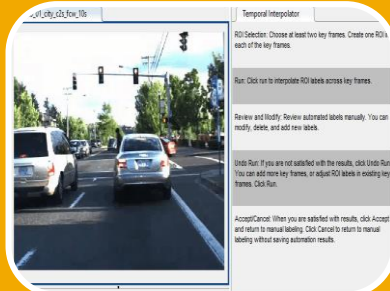 01_city_c2s_fcw_10s
Temporal Interpolator
ROI Selection: Choose at least two key frames. Create one ROI
each of the key frames.
Run: Click run to interpolate ROI labels across key frames.
Review and Modify: Review automated labels manually. You can
modify, delete, and add new labels.
Undo Run: If you are not satisfied with the results, click Undo Run.
You can add more key frames, or adjust ROI labels in existing key
frames. Click Run.
Accept/Cancel: When you are satisfied with results, click Accept
and return to manual labeling. Click Cancel to return to manual
labeling without saving automation results.